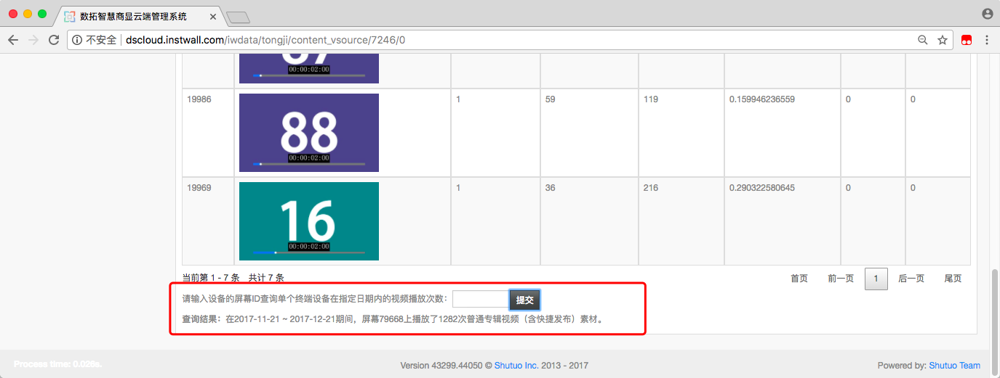 数拓智慧商显云端管理系统
不安全 dscloud.instwall.com/iwdata/tongji/content_vsource/7246/0
00:00:02:00
19986 88 00:00:02:00 1 59 119 0.159946236559 0 0
19969 16 00:00:02:00 1 36 216 0.290322580645 0 0
当前第 1 - 7 条 共计 7 条 首页 前一页 1 后一页 尾页
请输入设备的屏幕ID查询单个终端设备在指定日期内的视频播放次数： 提交
查询结果：在2017-11-21 ~ 2017-12-21期间，屏幕79668上播放了1282次普通专辑视频（含快捷发布）素材。
Process time: 0.026s. Version 43299.44050 © Shutuo Inc. 2013 - 2017 Powered by: Shutuo Team